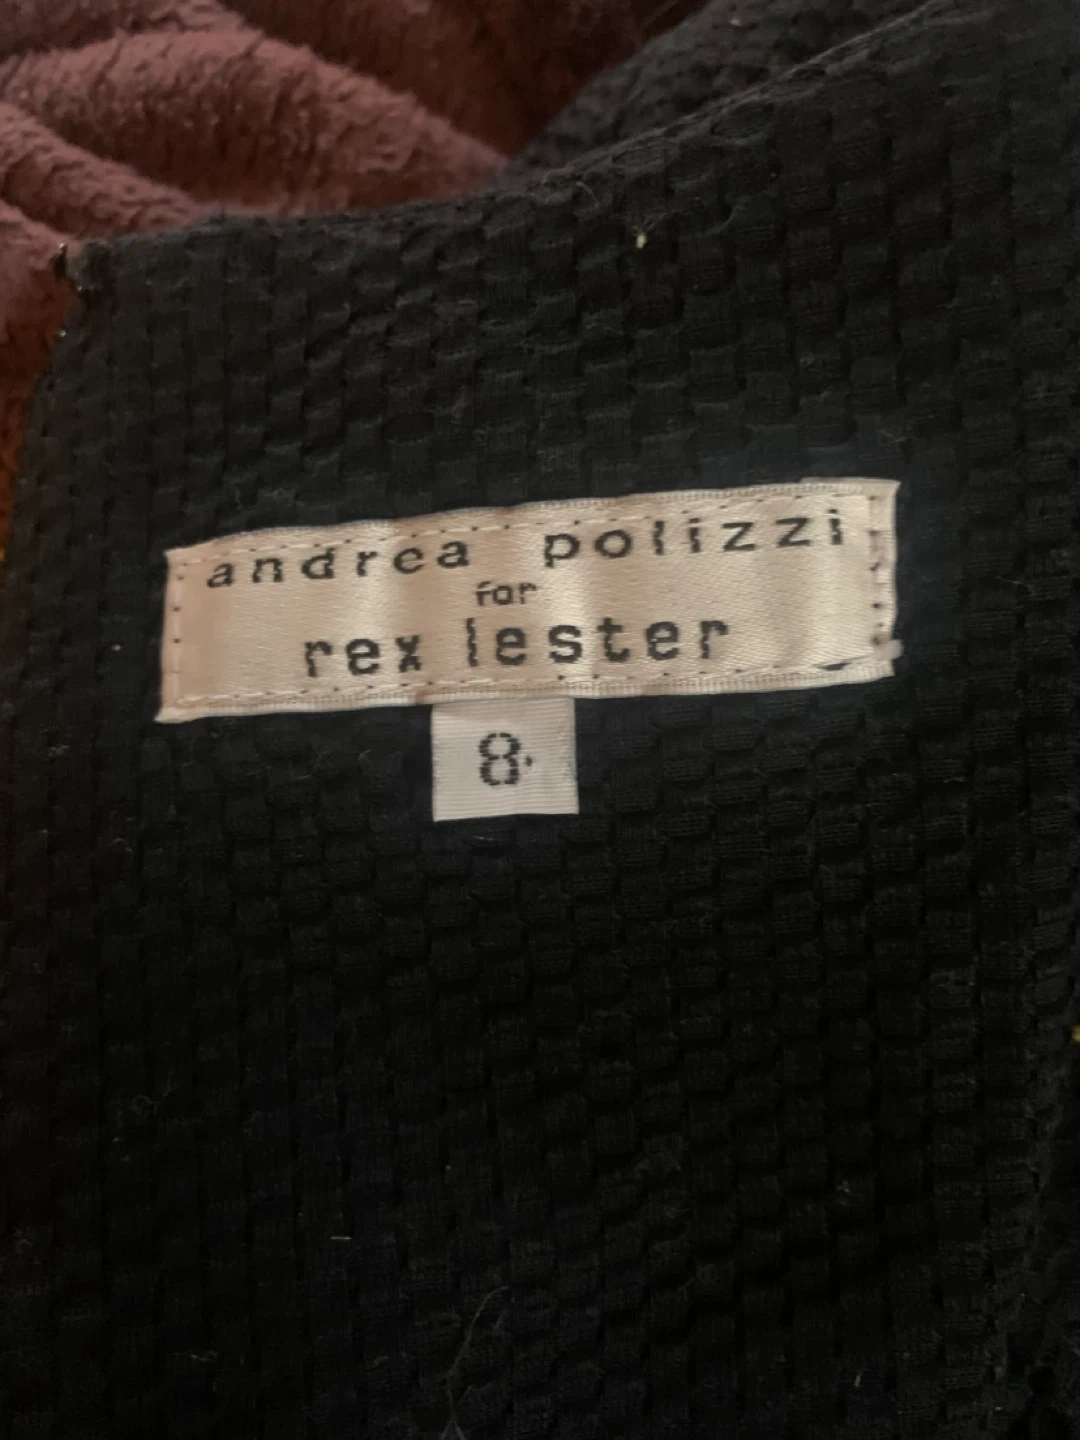 andrea polizzi
for
rex lester
8